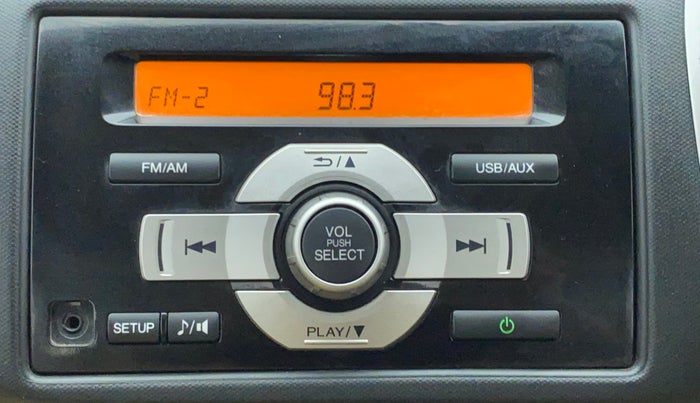 FM-2 98.3
FM/AM
USB/AUX
VOL
PUSH
SELECT
SETUP
PLAY/▼